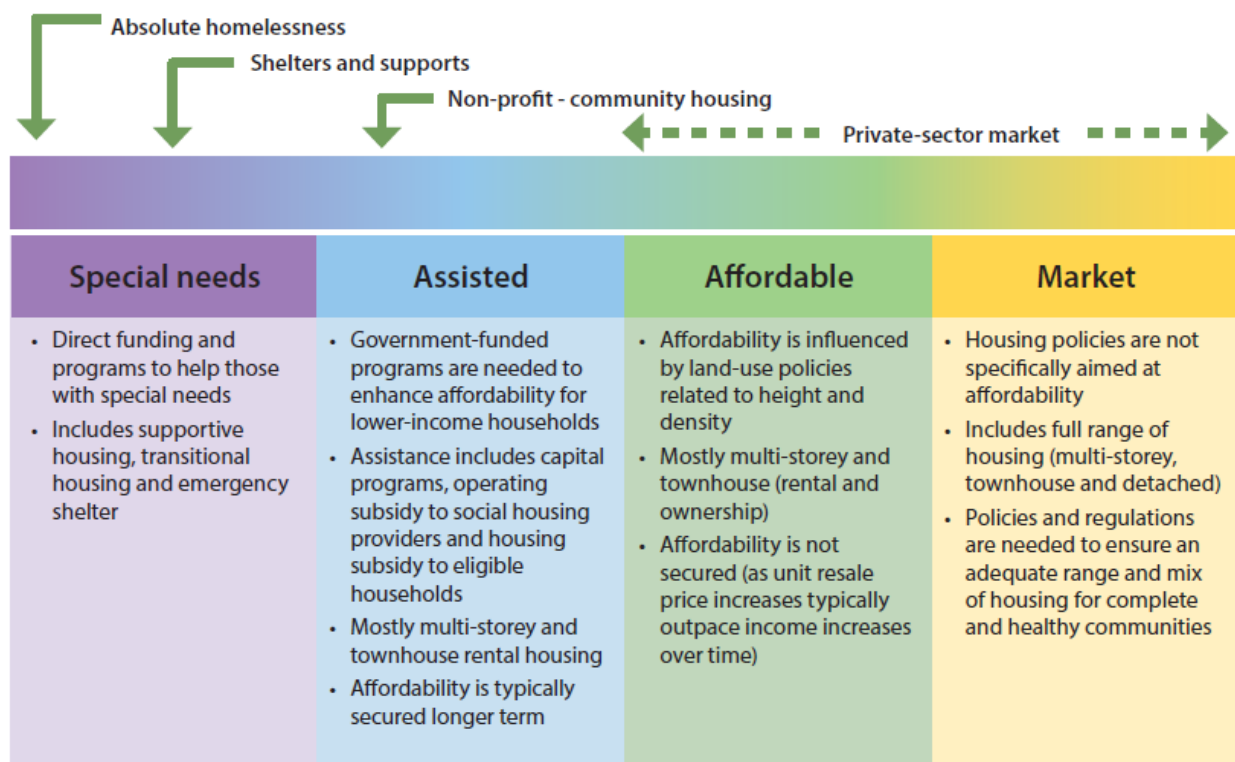 Absolute homelessness
Shelters and supports
Non-profit - community housing
Private-sector market
Special needs
• Direct funding and
programs to help those
with special needs
• Includes supportive
housing, transitional
housing and emergency
shelter
Assisted
• Government-funded
programs are needed to
enhance affordability for
lower-income households
• Assistance includes capital
programs, operating
subsidy to social housing
providers and housing
subsidy to eligible
households
• Mostly multi-storey and
townhouse rental housing
• Affordability is typically
secured longer term
Affordable
• Affordability is influenced
by land-use policies
related to height and
density
• Mostly multi-storey and
townhouse (rental and
ownership)
• Affordability is not
secured (as unit resale
price increases typically
outpace income increases
over time)
Market
• Housing policies are not
specifically aimed at
affordability
• Includes full range of
housing (multi-storey,
townhouse and detached)
• Policies and regulations
are needed to ensure an
adequate range and mix
of housing for complete
and healthy communities